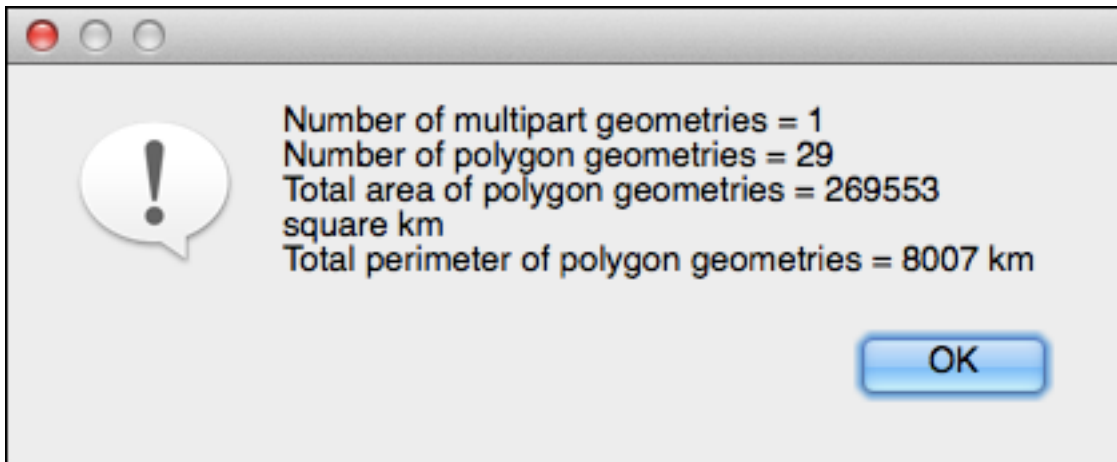 Number of multipart geometries = 1
Number of polygon geometries = 29
Total area of polygon geometries = 269553
square km
Total perimeter of polygon geometries = 8007 km
OK